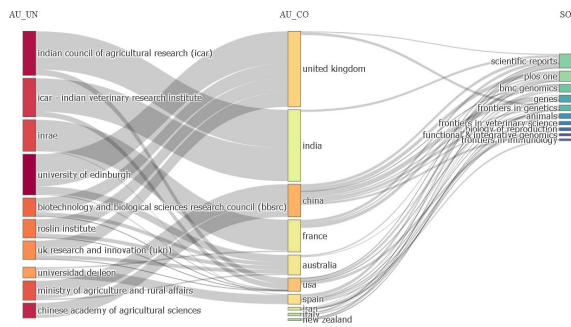 AU_UN
AU_CO
SO
indian council of agricultural research (icar)
icar - indian veterinary research institute
inrae
university of edinburgh
biotechnology and biological sciences research council (bbsrc)
roslin institute
uk research and innovation (ukri)
universidad de leon
ministry of agriculture and rural affairs
chinese academy of agricultural sciences
united kingdom
india
china
france
australia
usa
spain
iran
italy
new zealand
scientific reports
plos one
bmc genomics
genes
frontiers in genetics
animals
frontiers in veterinary science
biology of reproduction
functional & integrative genomics
frontiers in immunology